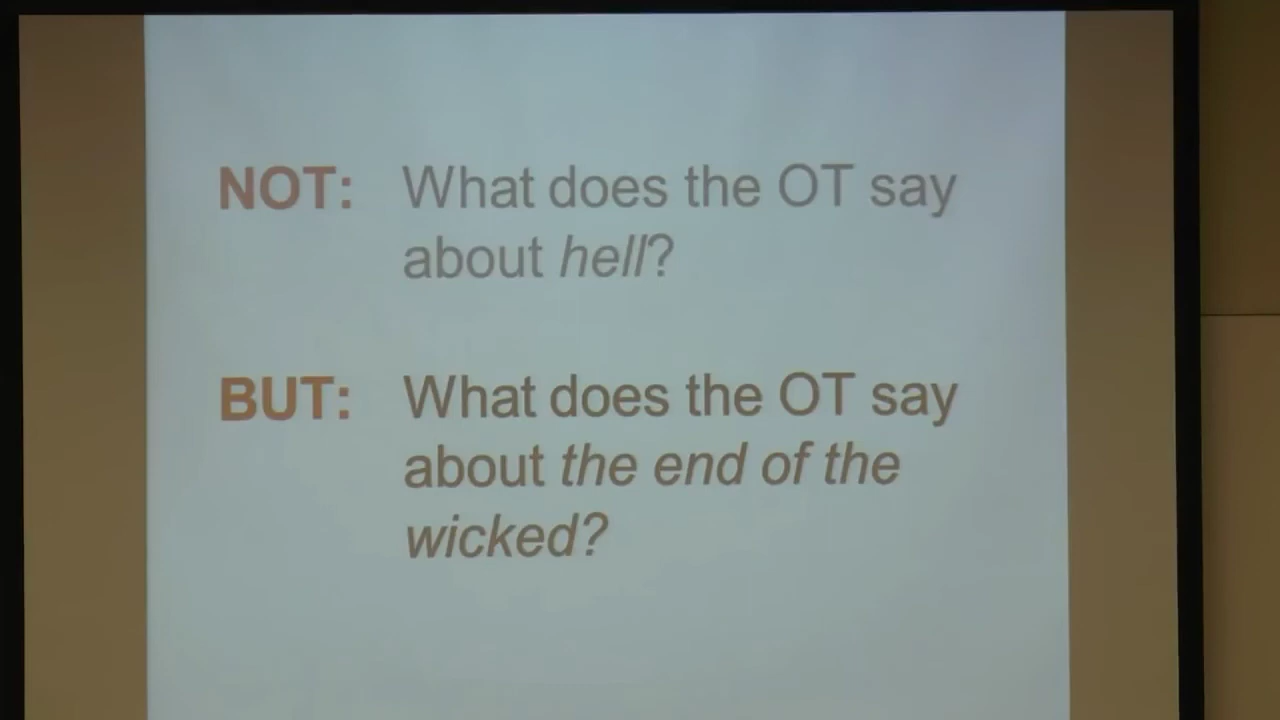 NOT: What does the OT say
about hell?
BUT: What does the OT say
about the end of the
wicked?